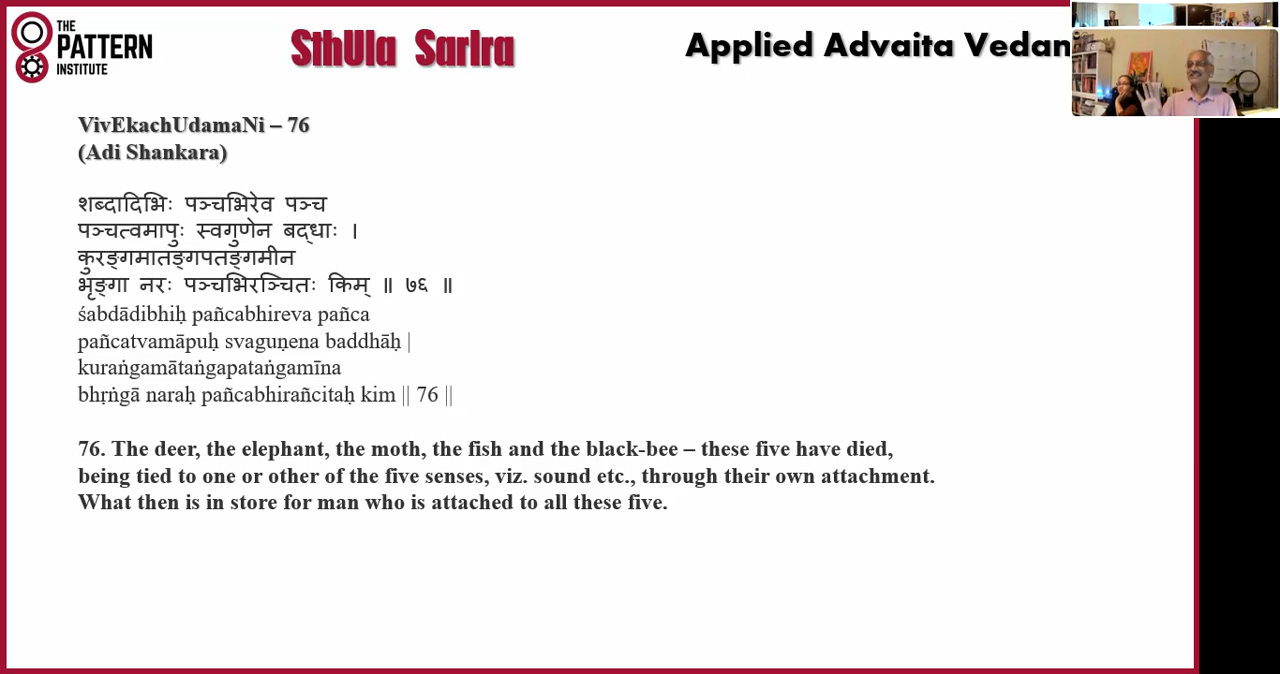 THE
PATTERN
INSTITUTE
SthUla SarIra
Applied Advaita Vedan
VivEkachUdamaNi – 76
(Adi Shankara)
शब्दादिभिः पञ्चभिरेव पञ्च
पञ्चत्वमापुः स्वगुणेन बद्धाः ।
कुरङ्गमातङ्गपतङ्गमीन
भृङ्गा नरः पञ्चभिरञ्चितः किम् ॥ ७६ ॥
śabdādibhiḥ pañcabhireva pañca
pañcatvamāpuḥ svaguṇena baddhāḥ |
kuraṅgamātaṅgapataṅgamīna
bhṛṅgā naraḥ pañcabhirañcitaḥ kim || 76 ||
76. The deer, the elephant, the moth, the fish and the black-bee – these five have died,
being tied to one or other of the five senses, viz. sound etc., through their own attachment.
What then is in store for man who is attached to all these five.